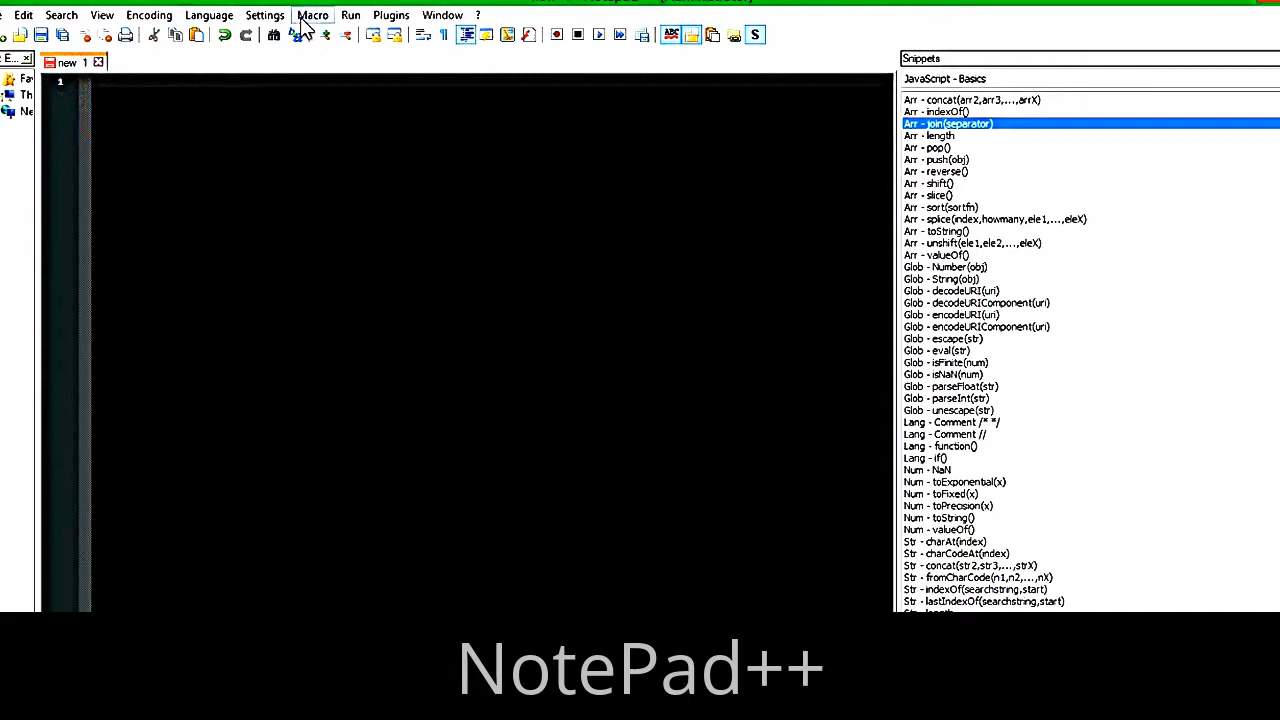 Edit Search View Encoding Language Settings Macro Run Plugins Window ?
new 1
E...
Fav
Th
Ne
1
ABC
S
Snippets
JavaScript - Basics
Arr - concat(arr2,arr3,...,arrX)
Arr - indexOf()
Arr - join(separator)
Arr - length
Arr - pop()
Arr - push(obj)
Arr - reverse()
Arr - shift()
Arr - slice()
Arr - sort(sortfn)
Arr - splice(index,howmany,ele1,...,eleX)
Arr - toString()
Arr - unshift(ele1,ele2,...,eleX)
Arr - valueOf()
Glob - Number(obj)
Glob - String(obj)
Glob - decodeURI(uri)
Glob - decodeURIComponent(uri)
Glob - encodeURI(uri)
Glob - encodeURIComponent(uri)
Glob - escape(str)
Glob - eval(str)
Glob - isFinite(num)
Glob - isNaN(num)
Glob - parseFloat(str)
Glob - parseInt(str)
Glob - unescape(str)
Lang - Comment /* */
Lang - Comment //
Lang - function()
Lang - if()
Num - NaN
Num - toExponential(x)
Num - toFixed(x)
Num - toPrecision(x)
Num - toString()
Num - valueOf()
Str - charAt(index)
Str - charCodeAt(index)
Str - concat(str2,str3,...,strX)
Str - fromCharCode(n1,n2,...,nX)
Str - indexOf(searchstring,start)
Str - lastIndexOf(searchstring,start)
NotePad++